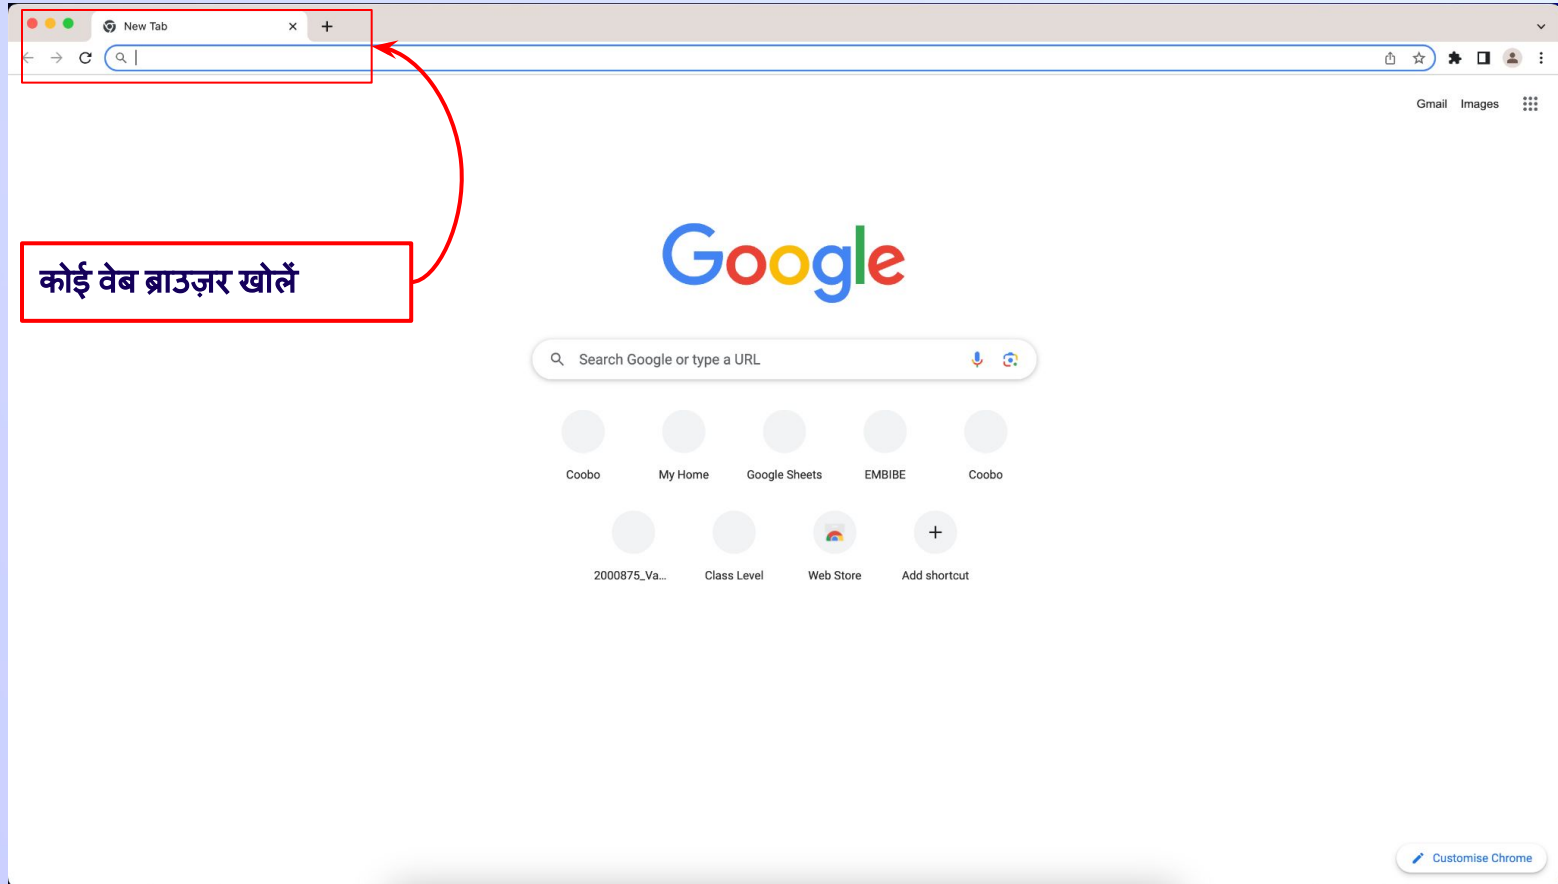 New Tab
Gmail Images
Google
कोई वेब ब्राउज़र खोलें
Search Google or type a URL
Coobo My Home Google Sheets EMBIBE Coobo
2000875_Va... Class Level Web Store Add shortcut
Customise Chrome